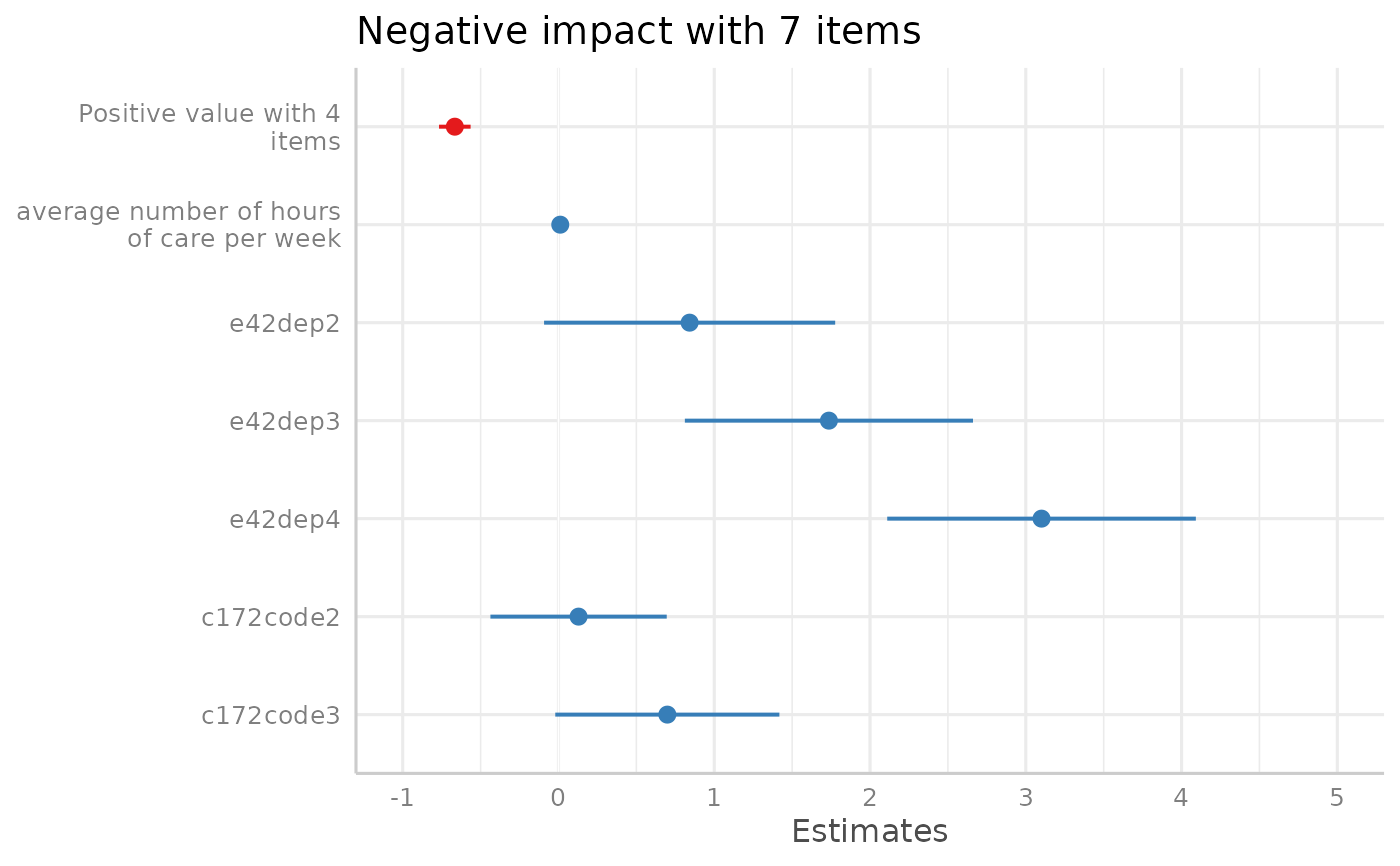 Negative impact with 7 items
Positive value with 4
items
average number of hours
of care per week
e42dep2
e42dep3
e42dep4
c172code2
c172code3
-1 0 1 2 3 4 5
Estimates